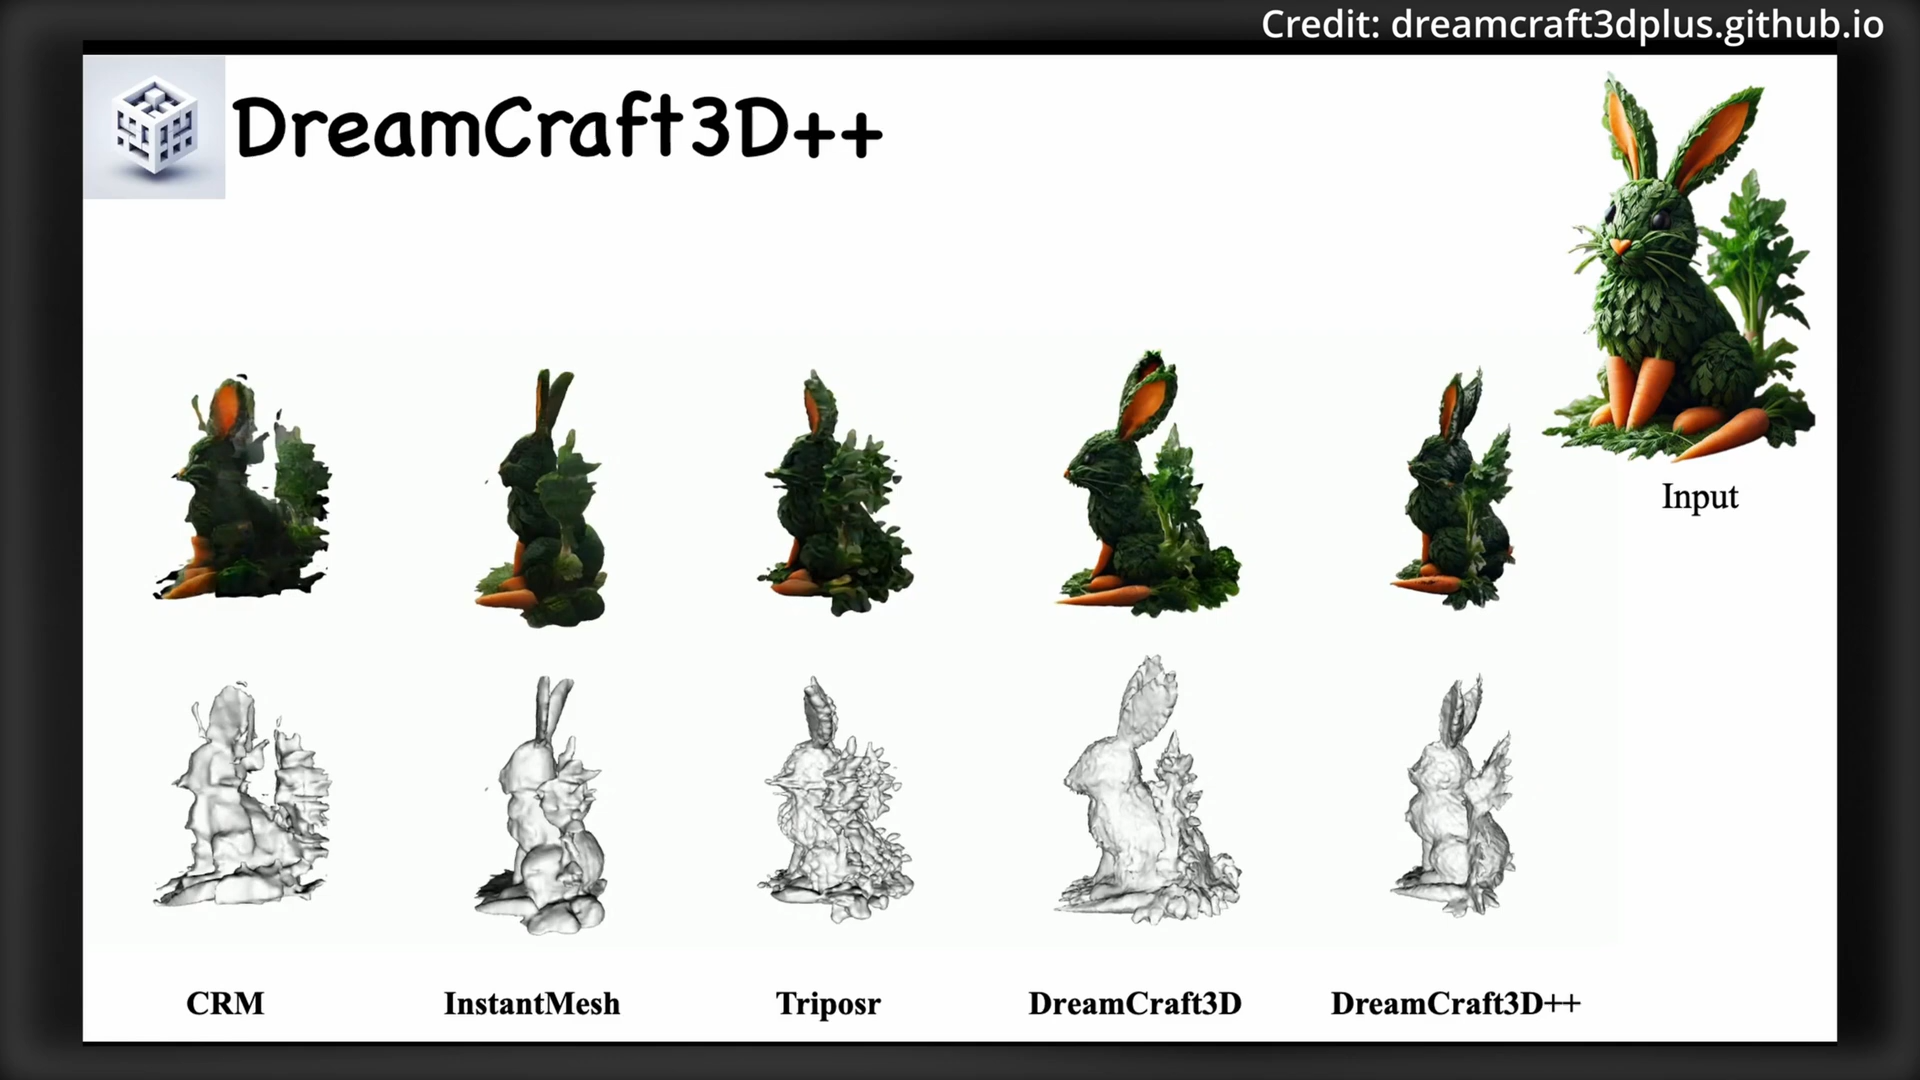 Credit: dreamcraft3dplus.github.io
DreamCraft3D++
Input
CRM
InstantMesh
Triposr
DreamCraft3D
DreamCraft3D++